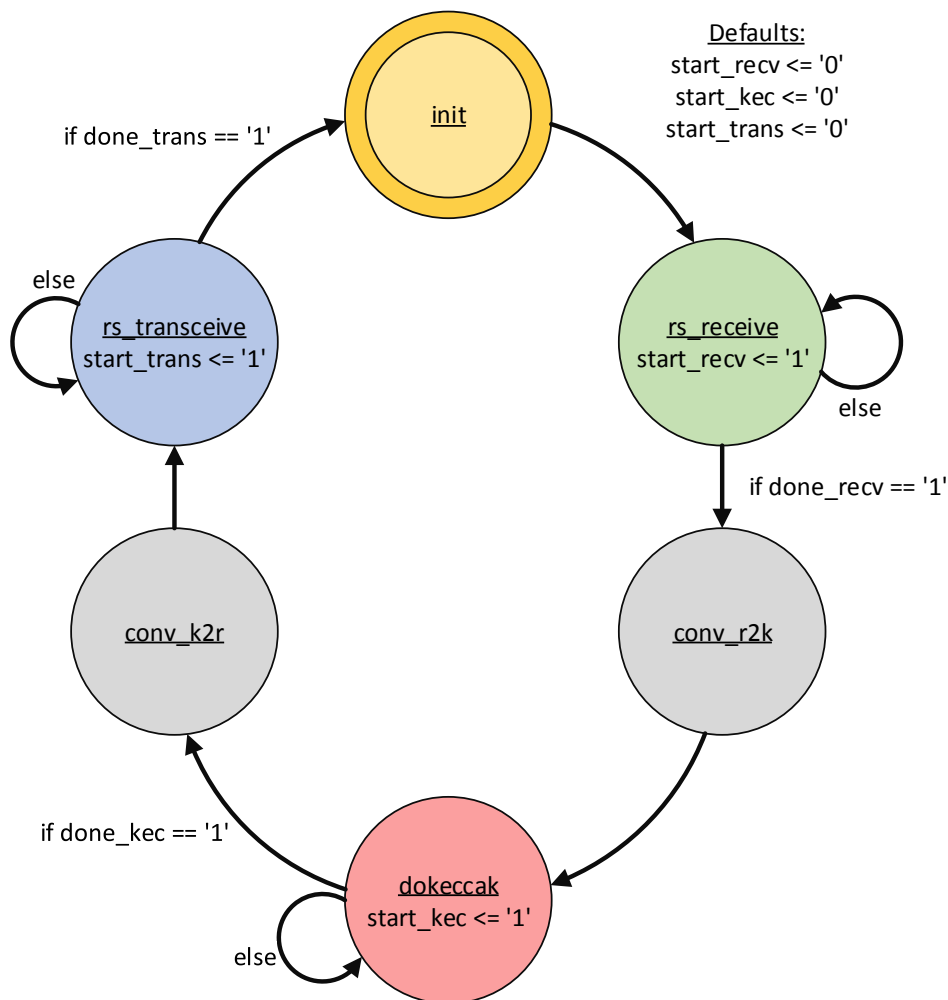 Defaults:
start_recv <= '0'
start_kec <= '0'
start_trans <= '0'
init
if done_trans == '1'
else
rs_transceive
start_trans <= '1'
rs_receive
start_recv <= '1'
else
if done_recv == '1'
conv_k2r
conv_r2k
if done_kec == '1'
dokeccak
start_kec <= '1'
else